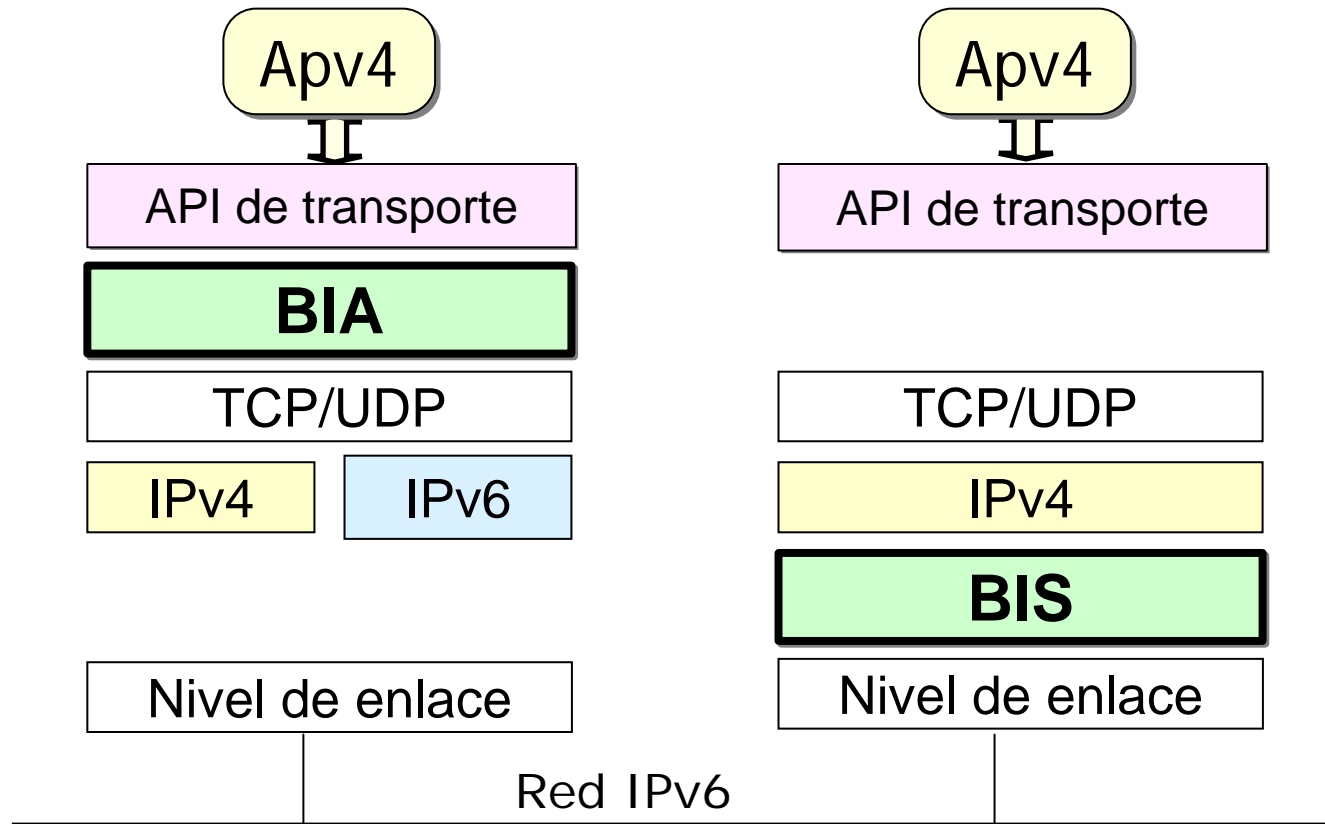 Apv4
API de transporte
BIA
TCP/UDP
IPv4
IPv6
Nivel de enlace
Apv4
API de transporte
TCP/UDP
IPv4
BIS
Nivel de enlace
Red IPv6